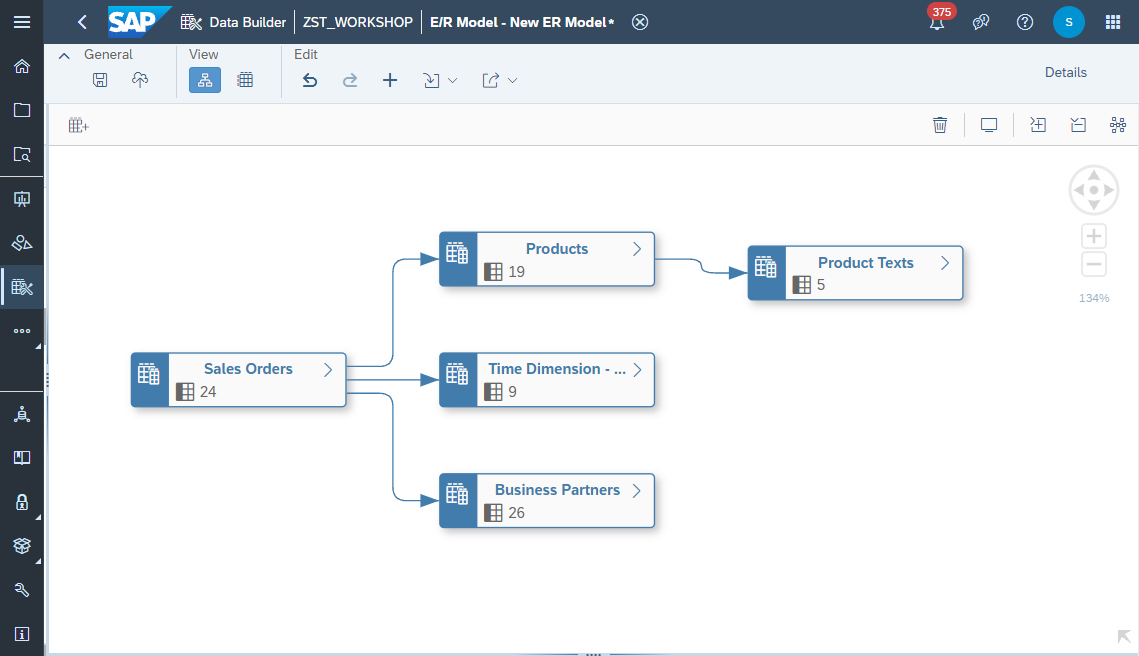 SAP Data Builder ZST_WORKSHOP E/R Model - New ER Model* 375 S
General View Edit
Details
Products
19
Product Texts
5
Sales Orders
24
Time Dimension - ...
9
Business Partners
26
134%